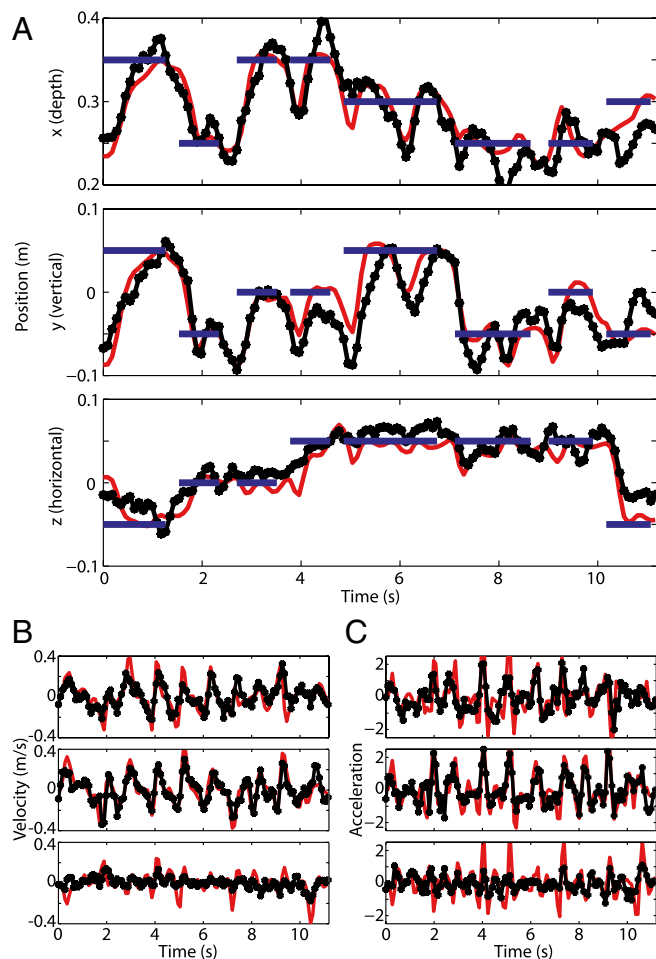 A
0.4
0.3
0.2
x (depth)
0.1
0
−0.1
Position (m)
y (vertical)
0.1
0
−0.1
z (horizontal)
0 2 4 6 8 10
Time (s)
B
0.4
0
-0.4
0.4
0
-0.4
0.4
0
-0.4
Velocity (m/s)
0 2 4 6 8 10
Time (s)
C
2
0
−2
2
0
−2
2
0
−2
Acceleration
0 2 4 6 8 10
Time (s)